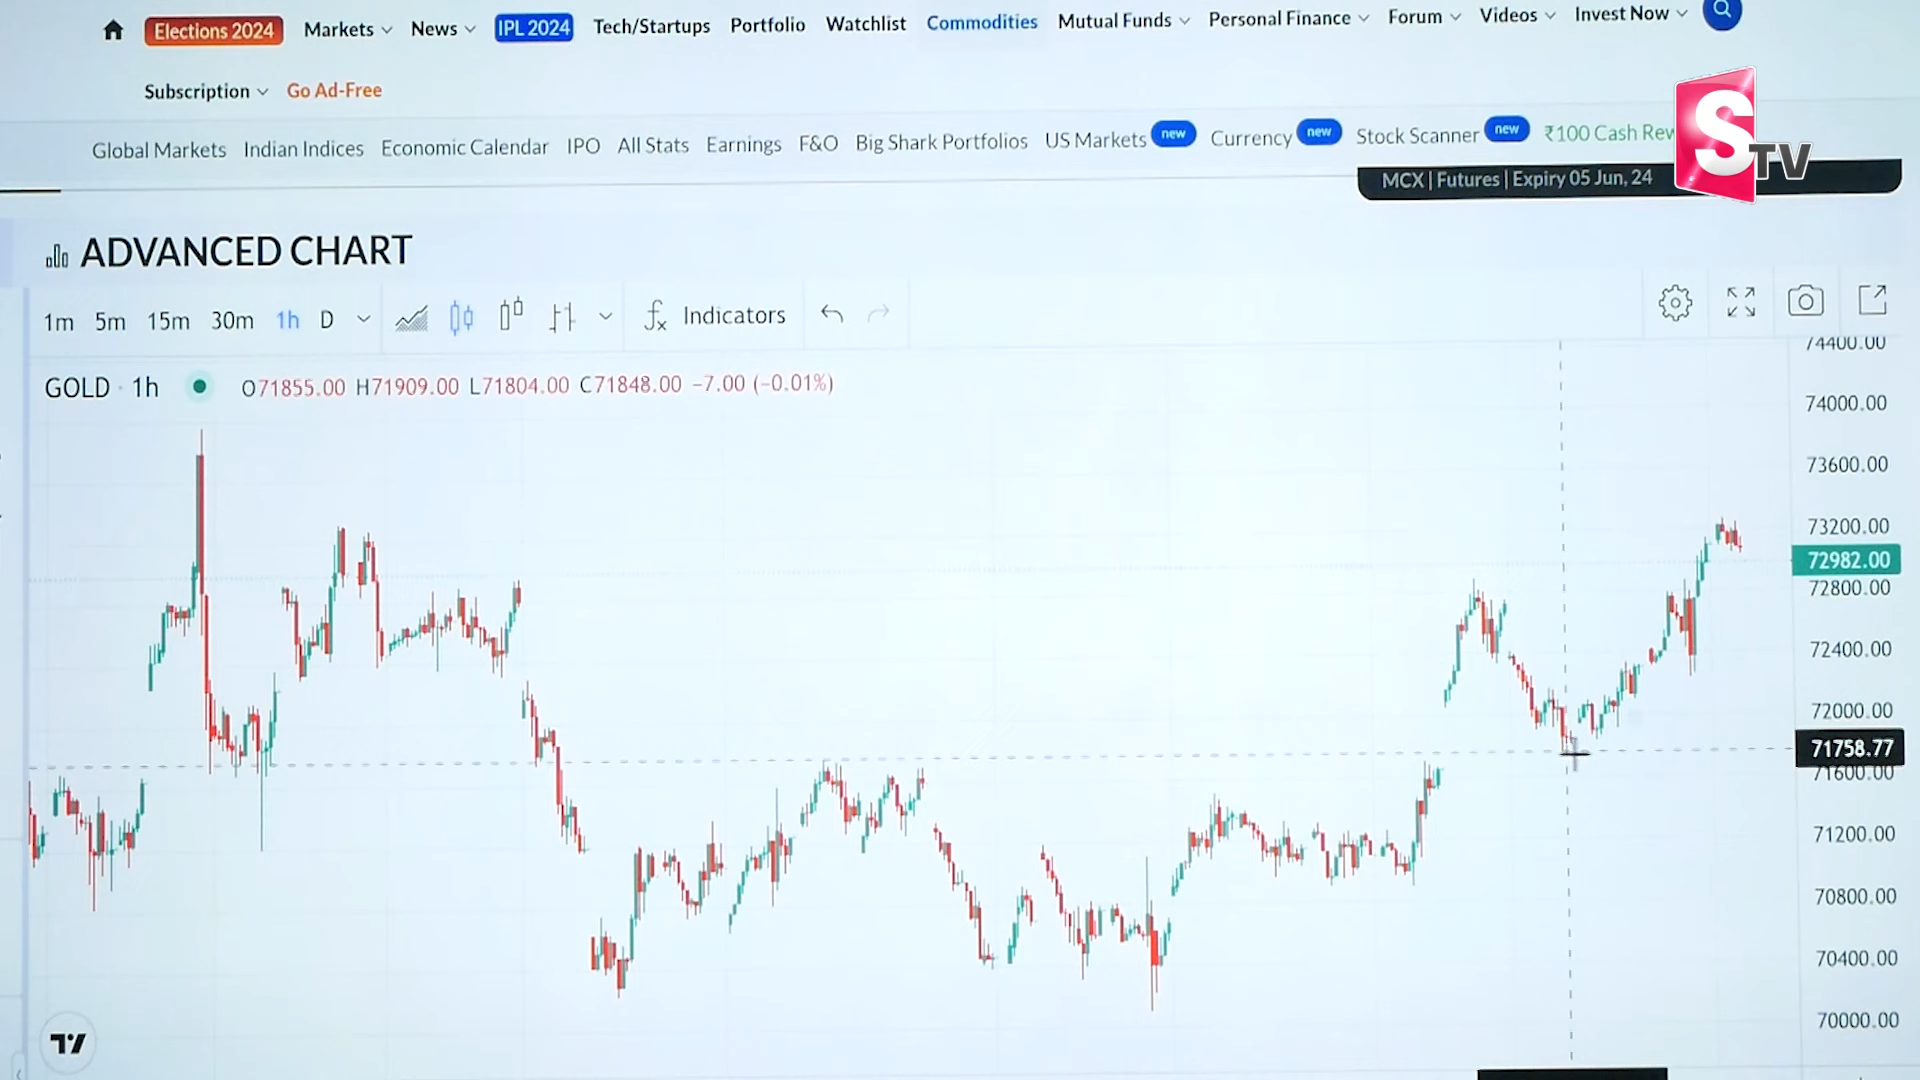 Elections 2024 Markets News IPL 2024 Tech/Startups Portfolio Watchlist Commodities Mutual Funds Personal Finance Forum Videos Invest Now
Subscription Go Ad-Free
STV
Global Markets Indian Indices Economic Calendar IPO All Stats Earnings F&O Big Shark Portfolios US Markets new Currency new Stock Scanner new ₹100 Cash Rew
MCX | Futures | Expiry 05 Jun, 24
ADVANCED CHART
1m 5m 15m 30m 1h D Indicators
GOLD · 1h O71855.00 H71909.00 L71804.00 C71848.00 −7.00 (−0.01%)
74400.00
74000.00
73600.00
73200.00
72982.00
72800.00
72400.00
72000.00
71758.77
71600.00
71200.00
70800.00
70400.00
70000.00